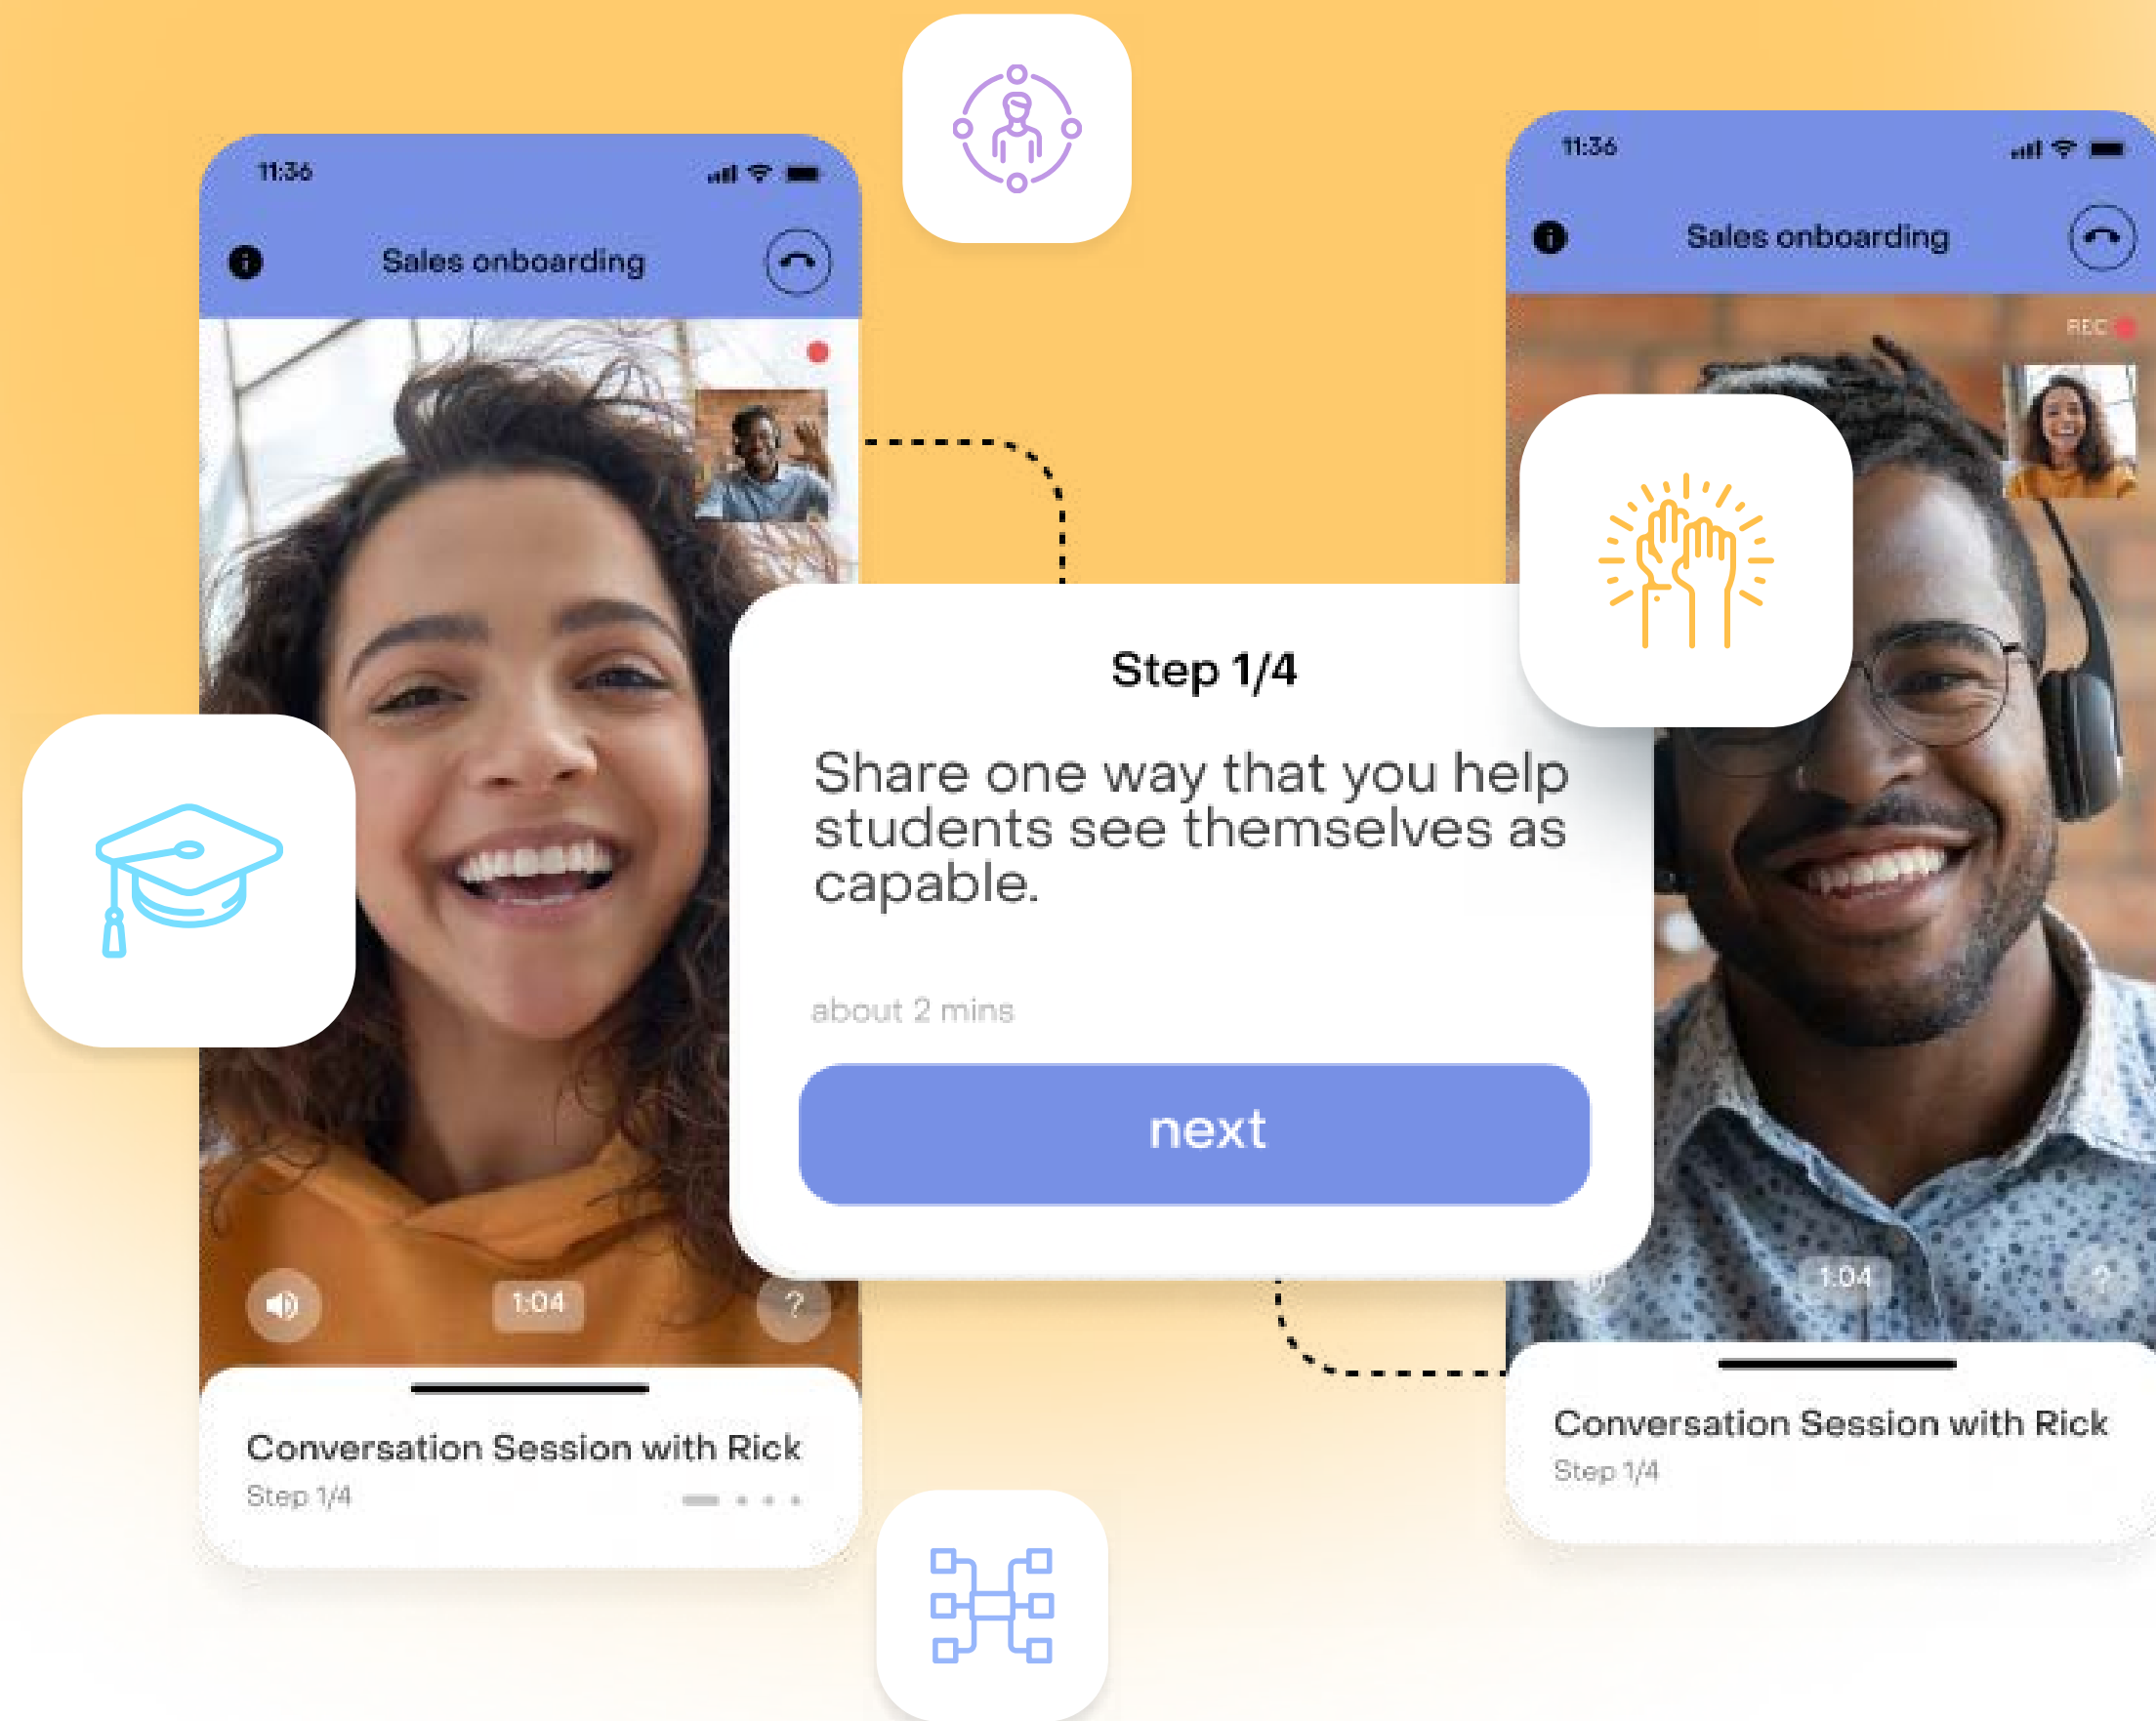 11:36
Sales onboarding
11:36
Sales onboarding
REC
Step 1/4
Share one way that you help
students see themselves as
capable.
about 2 mins
next
1:04
?
1:04
?
Conversation Session with Rick
Step 1/4
Conversation Session with Rick
Step 1/4